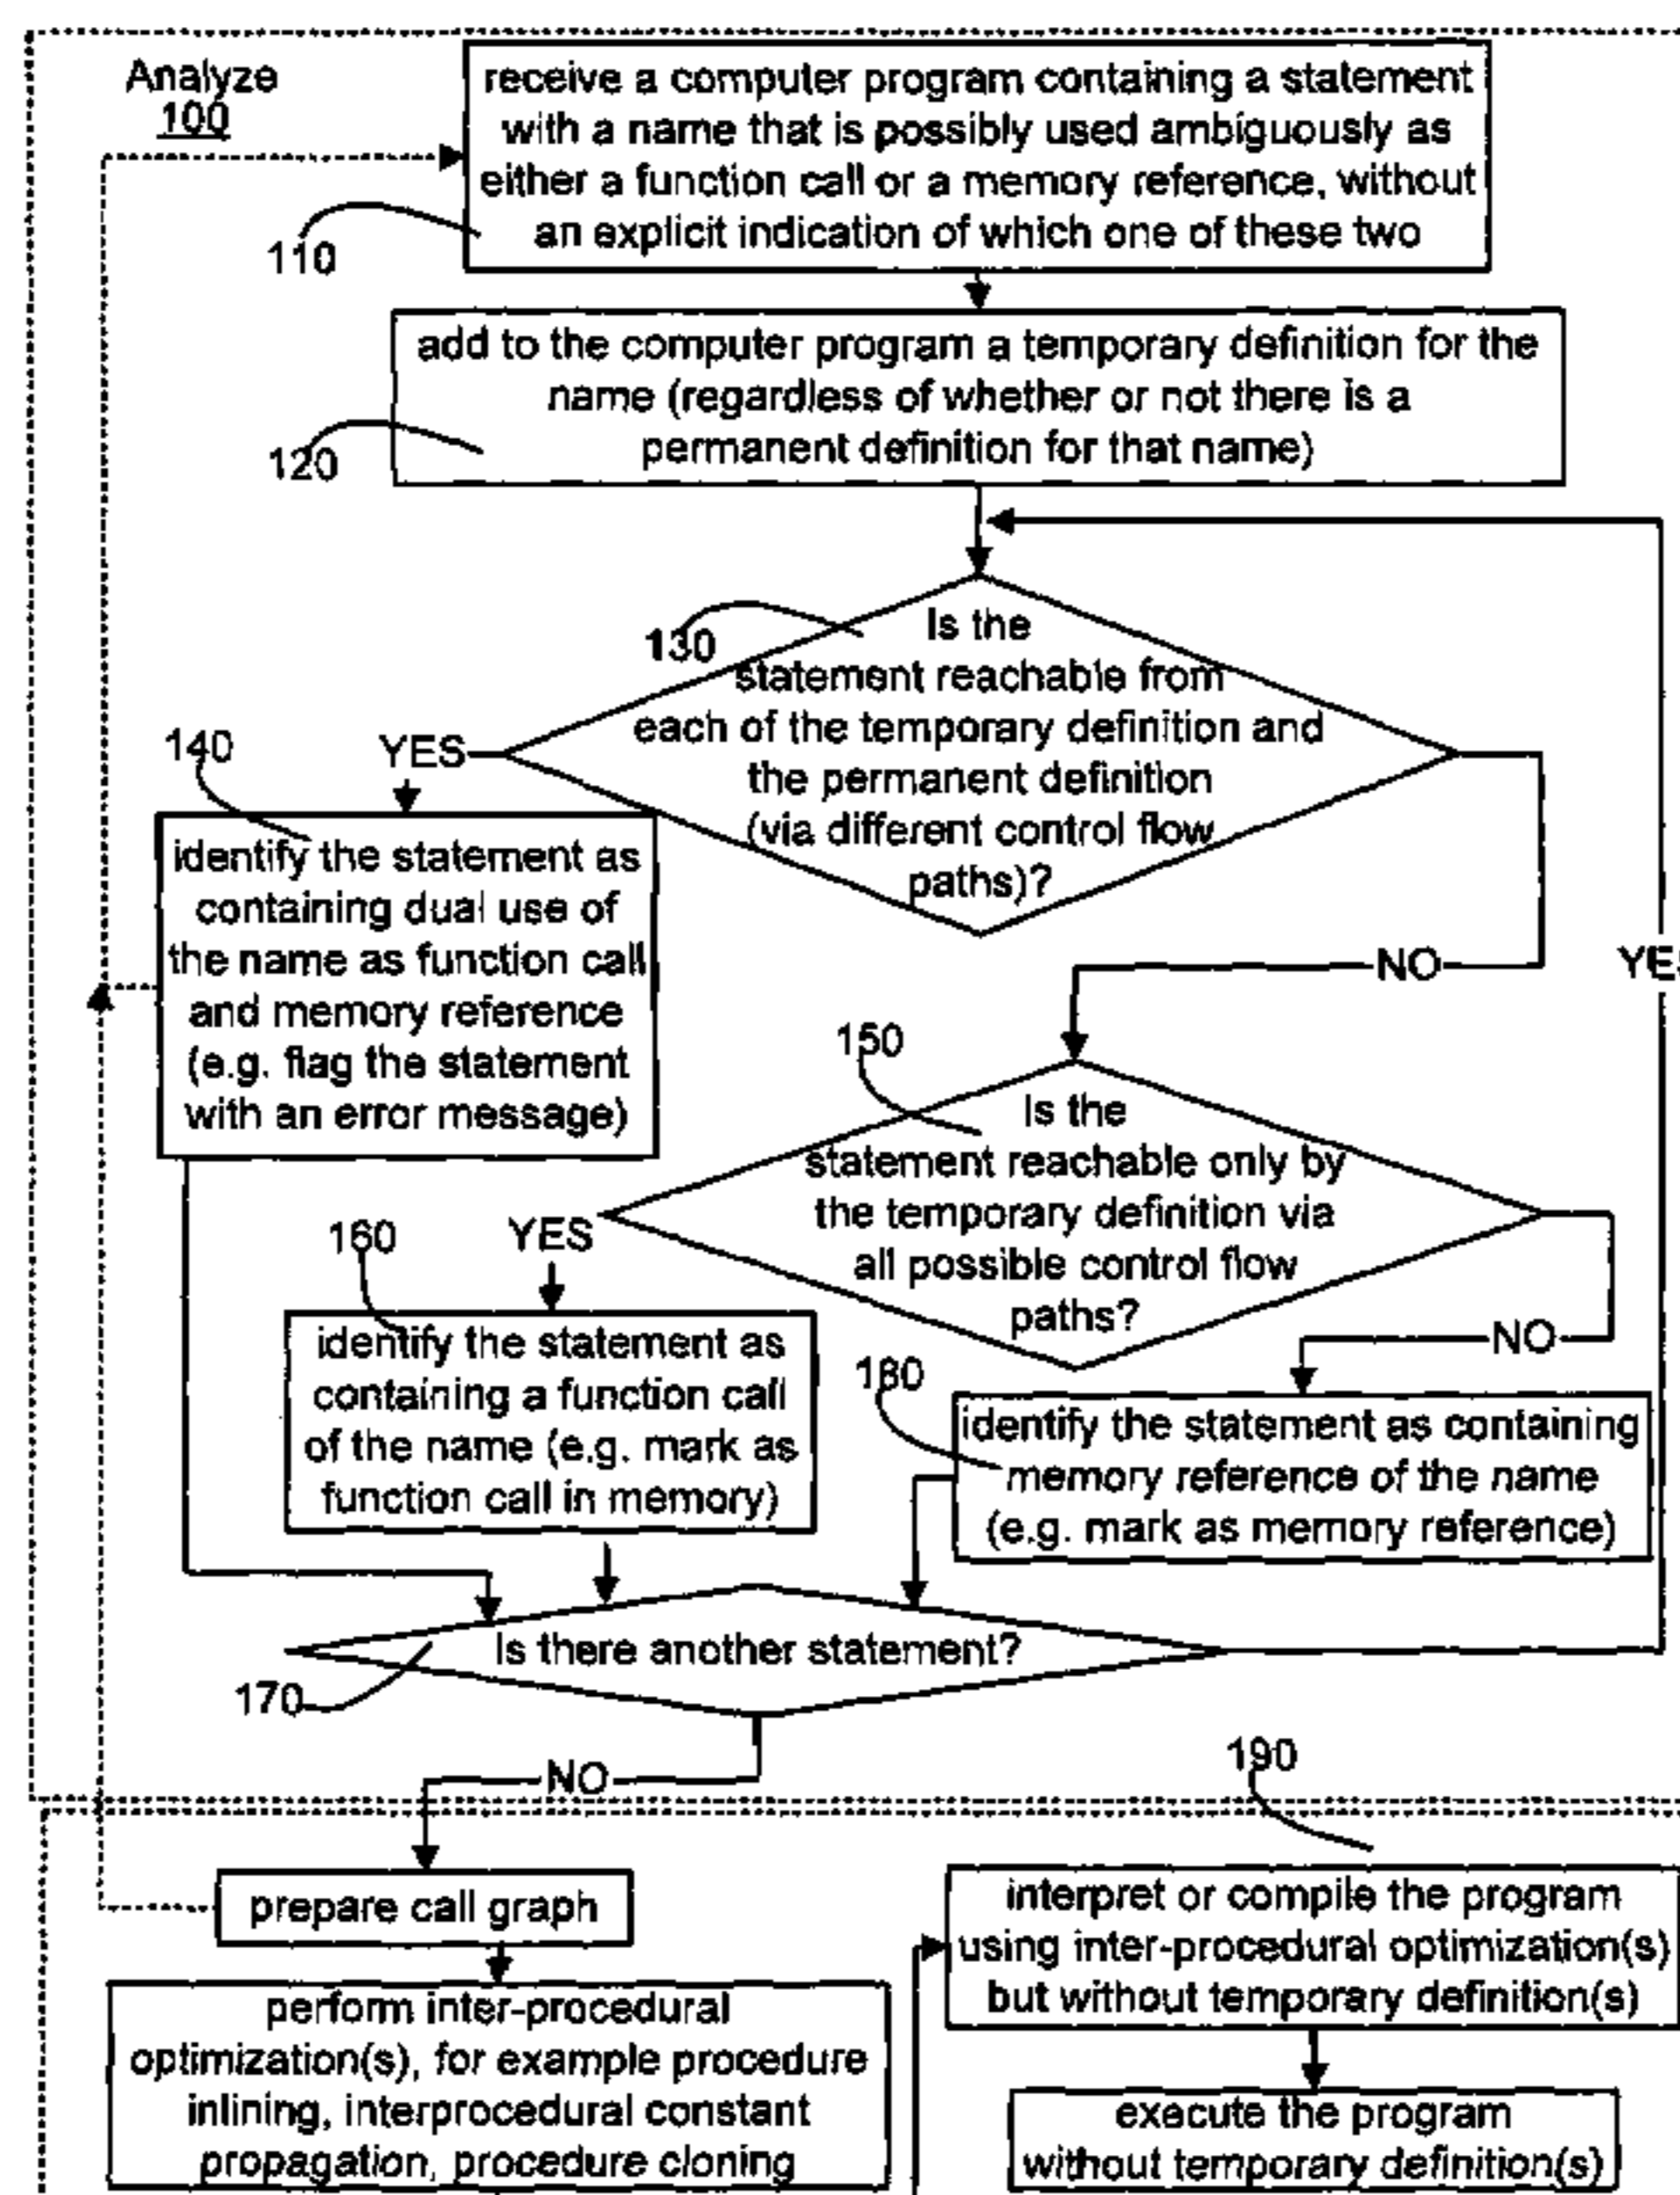 Analyze
100
receive a computer program containing a statement
with a name that is possibly used ambiguously as
either a function call or a memory reference, without
an explicit indication of which one of these two
110
add to the computer program a temporary definition for the
name (regardless of whether or not there is a
permanent definition for that name)
120
130
Is the
statement reachable from
each of the temporary definition and
the permanent definition
(via different control flow
paths)?
YES
NO
YES
140
identify the statement as
containing dual use of
the name as function call
and memory reference
(e.g. flag the statement
with an error message)
150
Is the
statement reachable only by
the temporary definition via
all possible control flow
paths?
YES
NO
160
identify the statement as
containing a function call
of the name (e.g. mark as
function call in memory)
180
identify the statement as containing
memory reference of the name
(e.g. mark as memory reference)
Is there another statement?
170
NO
190
prepare call graph
interpret or compile the program
using inter-procedural optimization(s)
but without temporary definition(s)
perform inter-procedural
optimization(s), for example procedure
inlining, interprocedural constant
propagation, procedure cloning
execute the program
without temporary definition(s)